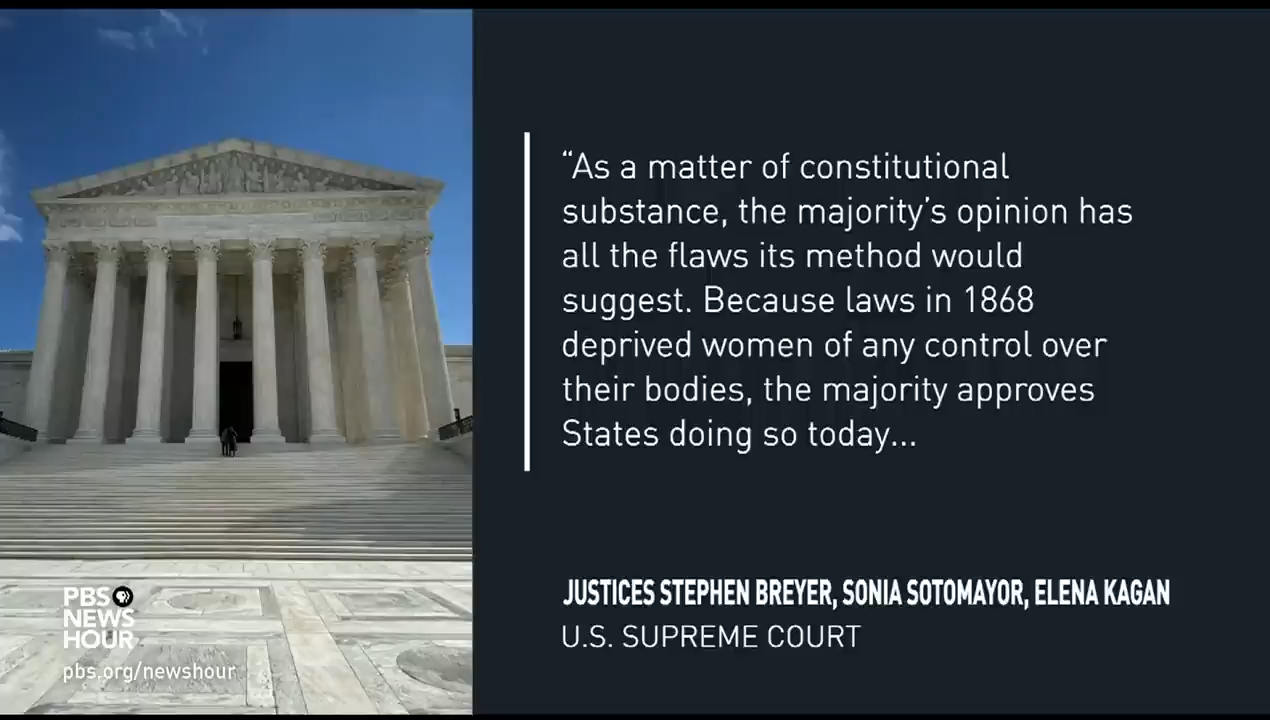 “As a matter of constitutional
substance, the majority’s opinion has
all the flaws its method would
suggest. Because laws in 1868
deprived women of any control over
their bodies, the majority approves
States doing so today...
JUSTICES STEPHEN BREYER, SONIA SOTOMAYOR, ELENA KAGAN
U.S. SUPREME COURT
PBS
NEWS
HOUR
pbs.org/newshour